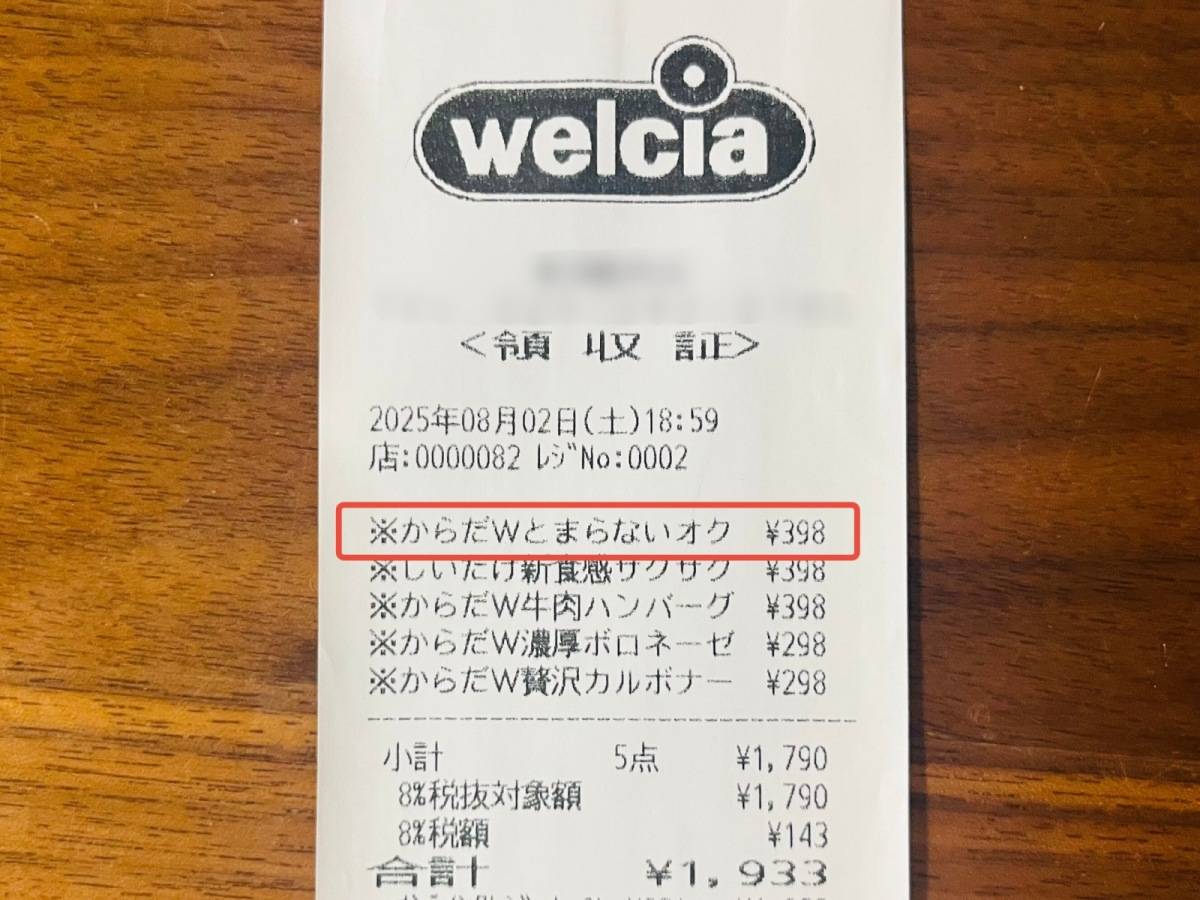 welcia
<領収証>
2025年08月02日(土)18:59
店:0000082 ﾚｼﾞNo:0002
※からだWとまらないオク ¥398
※しいたけ新食感サクサク ¥398
※からだW牛肉ハンバーグ ¥398
※からだW濃厚ボロネーゼ ¥298
※からだW贅沢カルボナー ¥298
小計 5点 ¥1,790
8%税抜対象額 ¥1,790
8%税額 ¥143
合計 ¥1,933